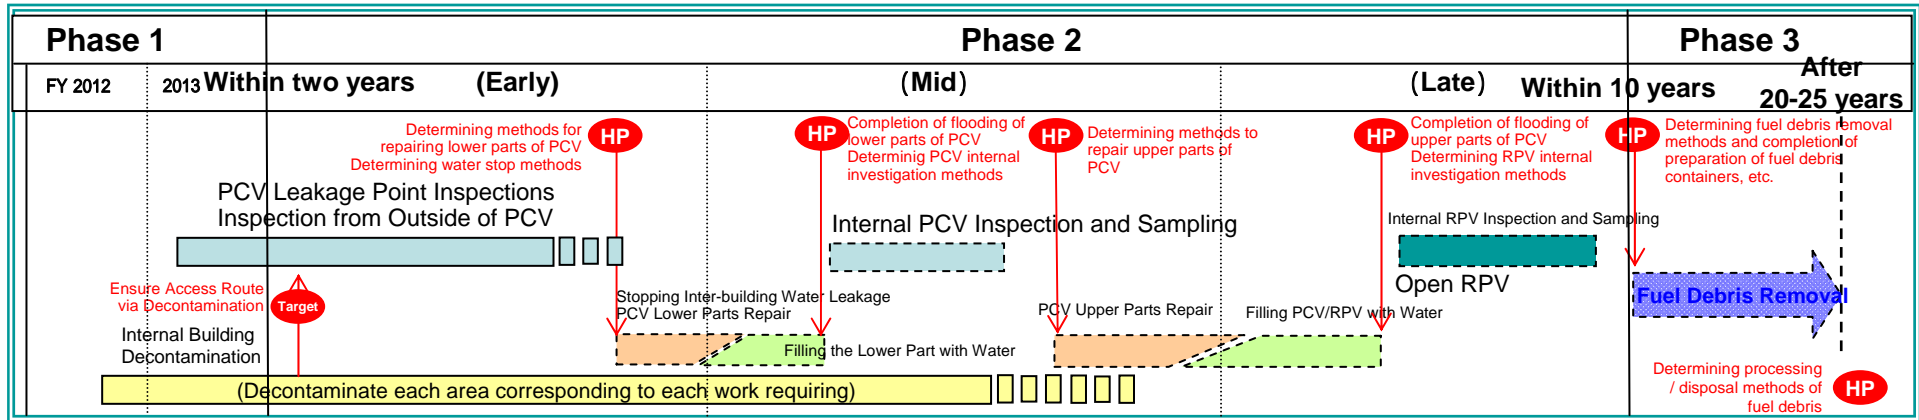 Phase 1
Phase 2
Phase 3
FY 2012
2013
Within two years
(Early)
(Mid)
(Late)
Within 10 years
After
20-25 years
Determining methods for
repairing lower parts of PCV
Determining water stop methods
HP
HP
Completion of flooding of
lower parts of PCV
Determining PCV internal
investigation methods
HP
Determining methods to
repair upper parts of
PCV
HP
Completion of flooding of
upper parts of PCV
Determining RPV internal
investigation methods
HP
Determining fuel debris removal
methods and completion of
preparation of fuel debris
containers, etc.
PCV Leakage Point Inspections
Inspection from Outside of PCV
Internal PCV Inspection and Sampling
Internal RPV Inspection and Sampling
Open RPV
Ensure Access Route
via Decontamination
Target
Stopping Inter-building Water Leakage
PCV Lower Parts Repair
Filling the Lower Part with Water
PCV Upper Parts Repair
Filling PCV/RPV with Water
Fuel Debris Removal
Internal Building
Decontamination
(Decontaminate each area corresponding to each work requiring)
Determining processing
/ disposal methods of
fuel debris
HP